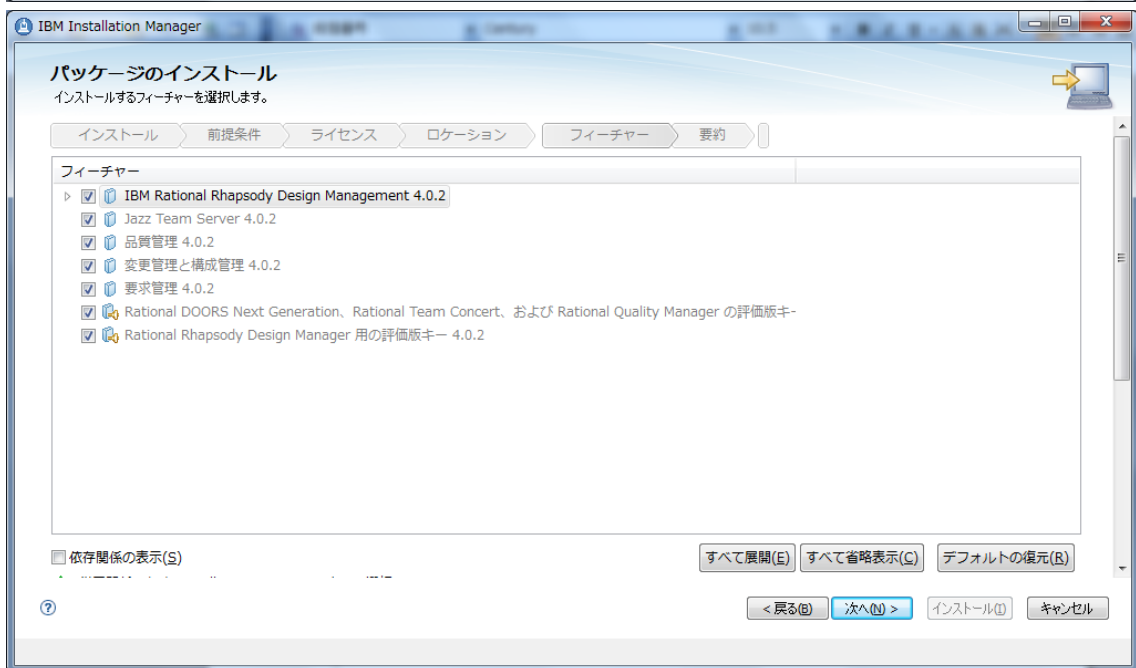 IBM Installation Manager
パッケージのインストール
インストールするフィーチャーを選択します。
インストール 前提条件 ライセンス ロケーション フィーチャー 要約
フィーチャー
IBM Rational Rhapsody Design Management 4.0.2
Jazz Team Server 4.0.2
品質管理 4.0.2
変更管理と構成管理 4.0.2
要求管理 4.0.2
Rational DOORS Next Generation、Rational Team Concert、および Rational Quality Manager の評価版キ-
Rational Rhapsody Design Manager 用の評価版キー 4.0.2
依存関係の表示(S) すべて展開(E) すべて省略表示(C) デフォルトの復元(R)
? < 戻る(B) 次へ(N) > インストール(I) キャンセル